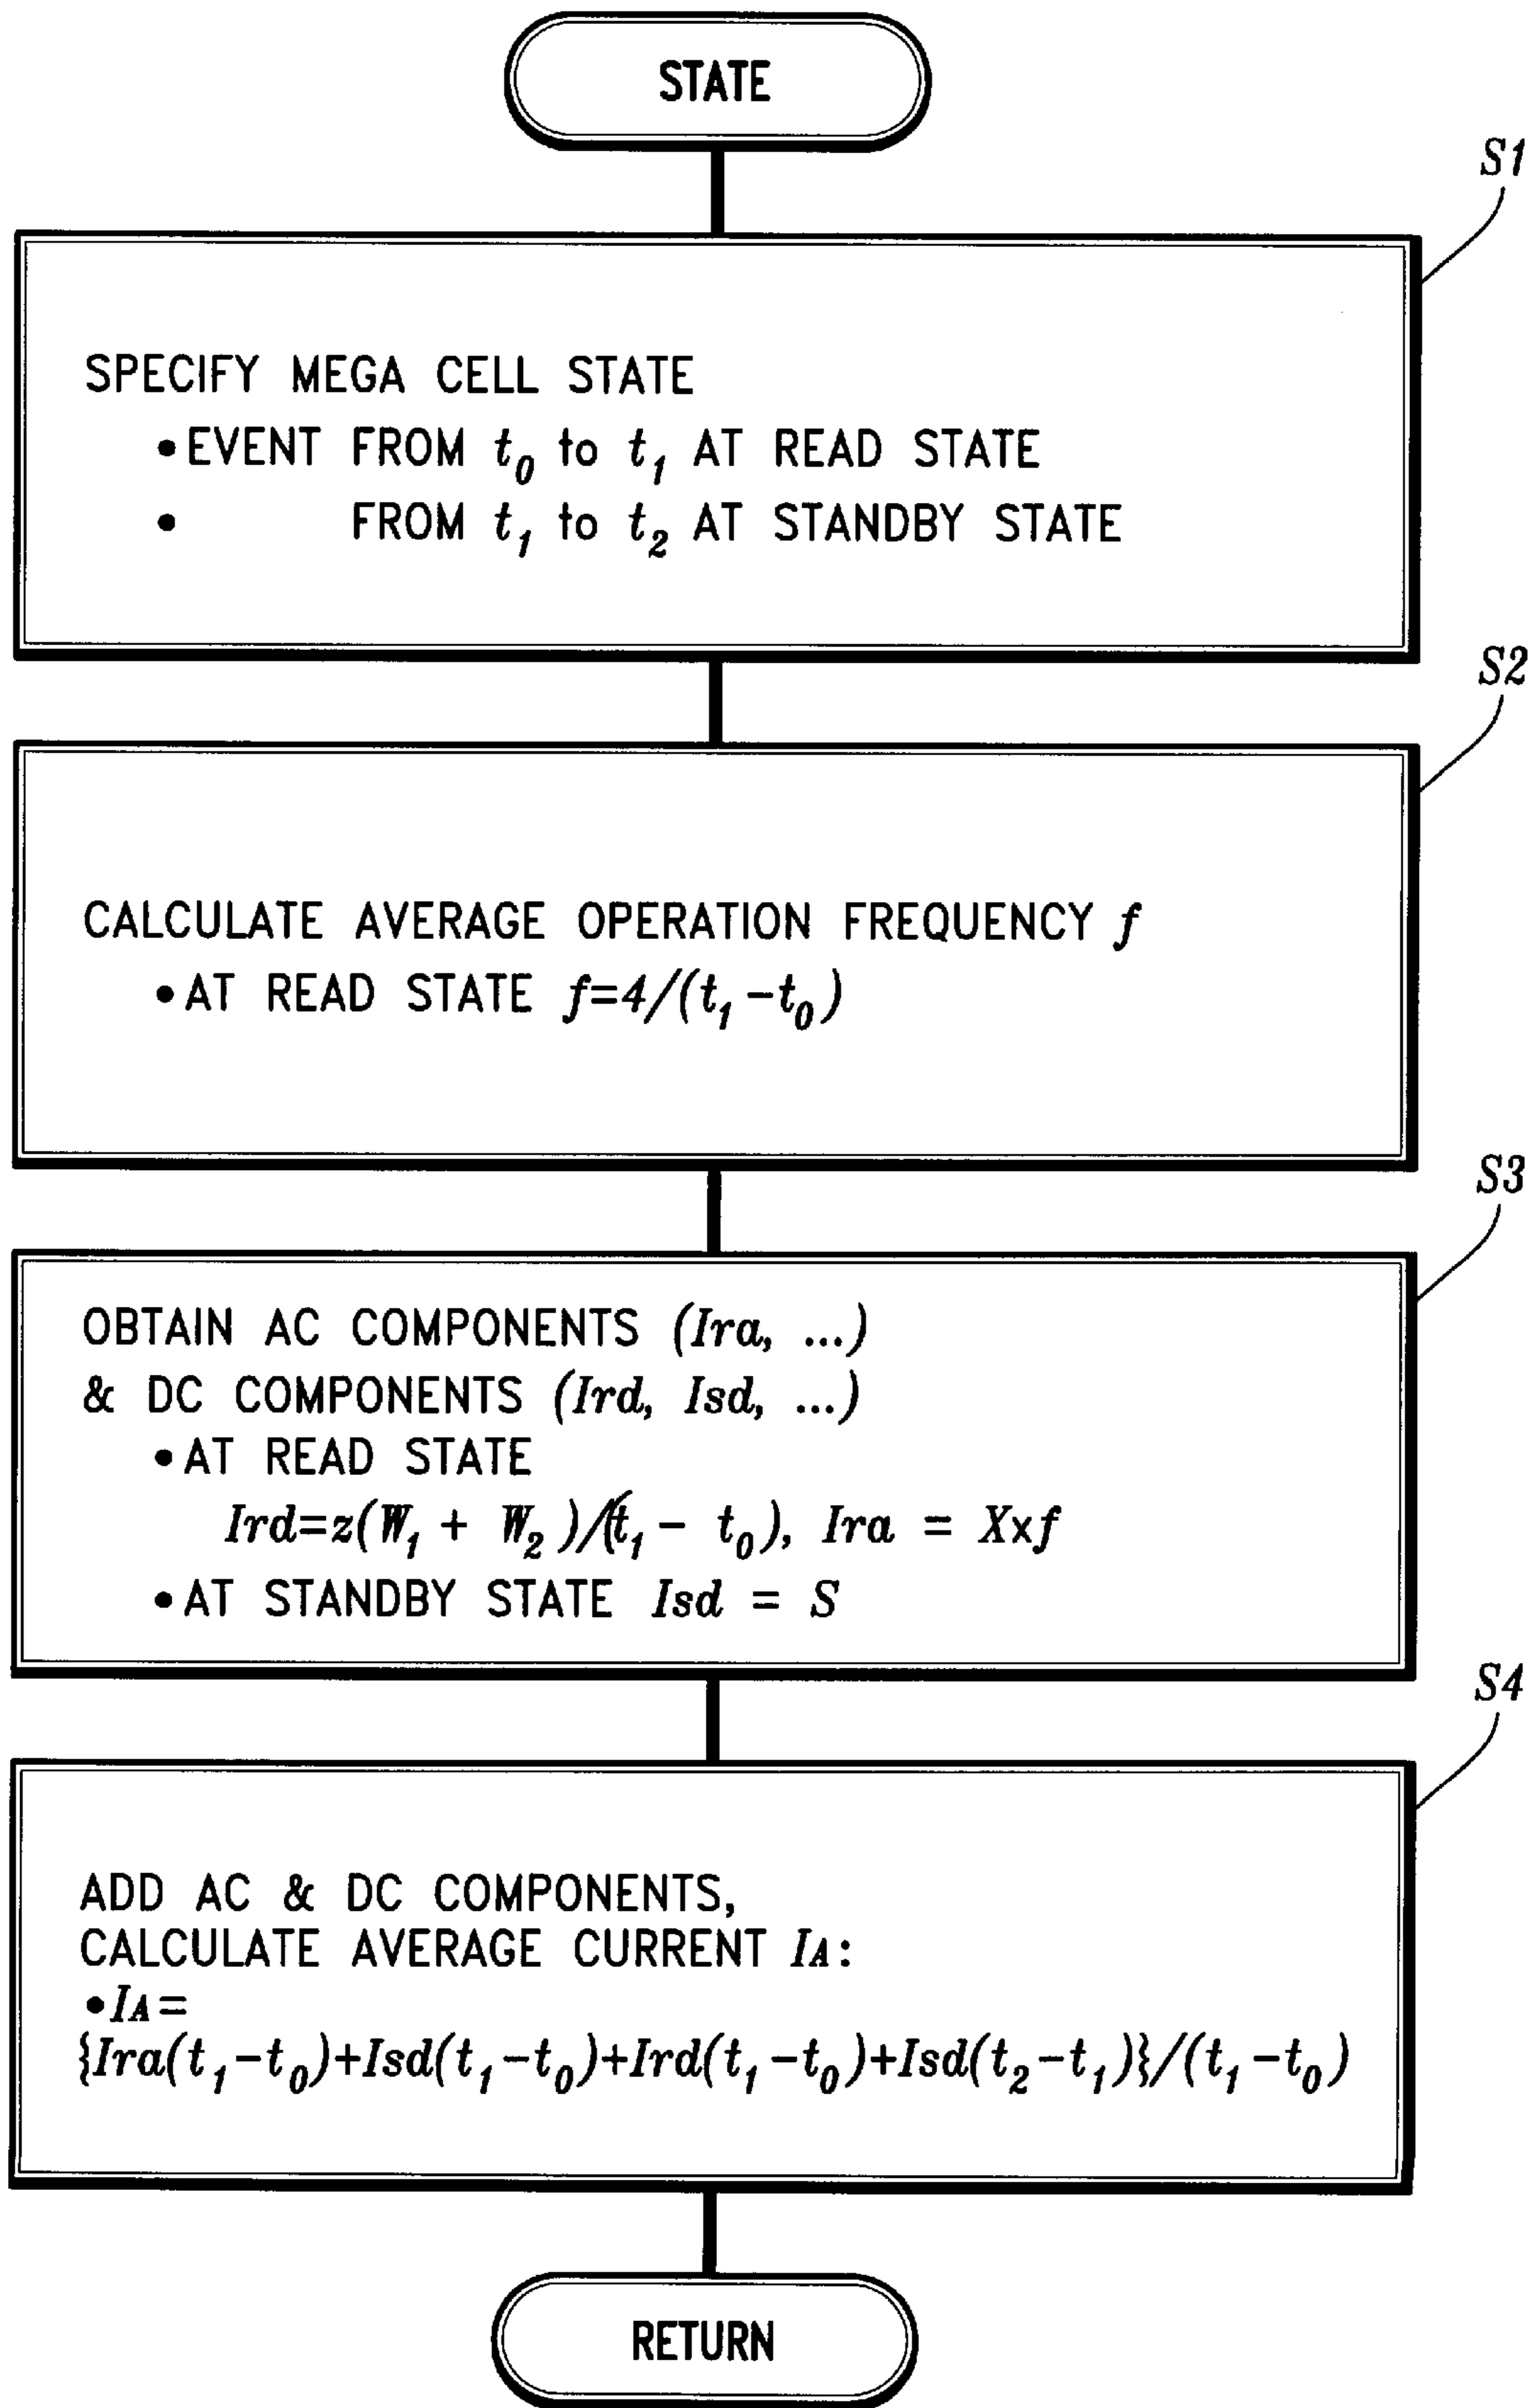 STATE
S1
SPECIFY MEGA CELL STATE
•EVENT FROM t₀ to t₁ AT READ STATE
• FROM t₁ to t₂ AT STANDBY STATE
S2
CALCULATE AVERAGE OPERATION FREQUENCY f
•AT READ STATE f=4/(t₁-t₀)
S3
OBTAIN AC COMPONENTS (Ira, ...)
& DC COMPONENTS (Ird, Isd, ...)
•AT READ STATE
Ird=z(W₁ + W₂)/(t₁ - t₀), Ira = X×f
•AT STANDBY STATE Isd = S
S4
ADD AC & DC COMPONENTS,
CALCULATE AVERAGE CURRENT IA:
•IA=
{Ira(t₁-t₀)+Isd(t₁-t₀)+Ird(t₁-t₀)+Isd(t₂-t₁)}/(t₁-t₀)
RETURN